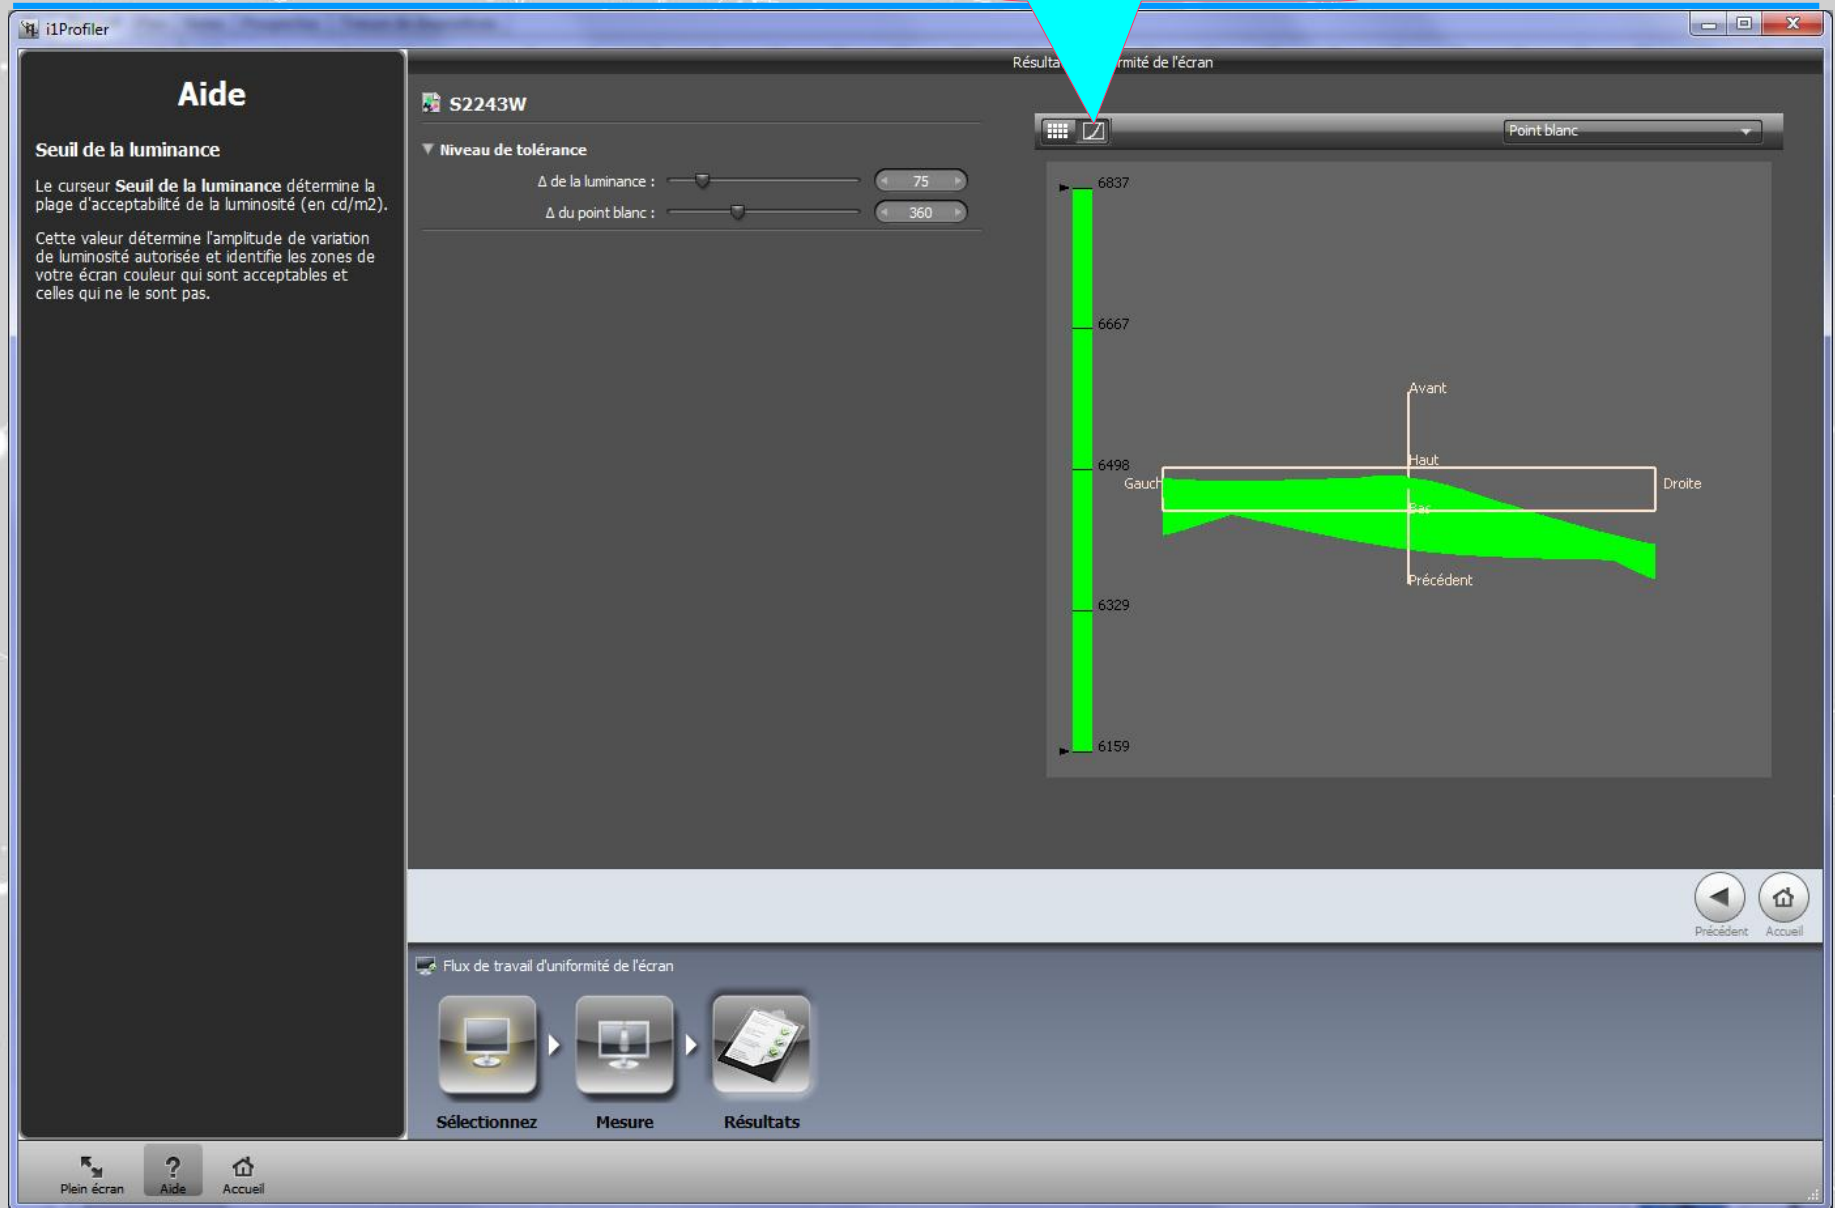 i1Profiler
Résulta
rmité de l'écran
Aide
Seuil de la luminance
Le curseur Seuil de la luminance détermine la
plage d'acceptabilité de la luminosité (en cd/m2).
Cette valeur détermine l'amplitude de variation
de luminosité autorisée et identifie les zones de
votre écran couleur qui sont acceptables et
celles qui ne le sont pas.
S2243W
Niveau de tolérance
Δ de la luminance : 75
Δ du point blanc : 360
Point blanc
6837
6667
6498
6329
6159
Avant
Haut
Gauch
Droite
Bas
Précédent
Précédent
Accueil
Flux de travail d'uniformité de l'écran
Sélectionnez
Mesure
Résultats
Plein écran
Aide
Accueil